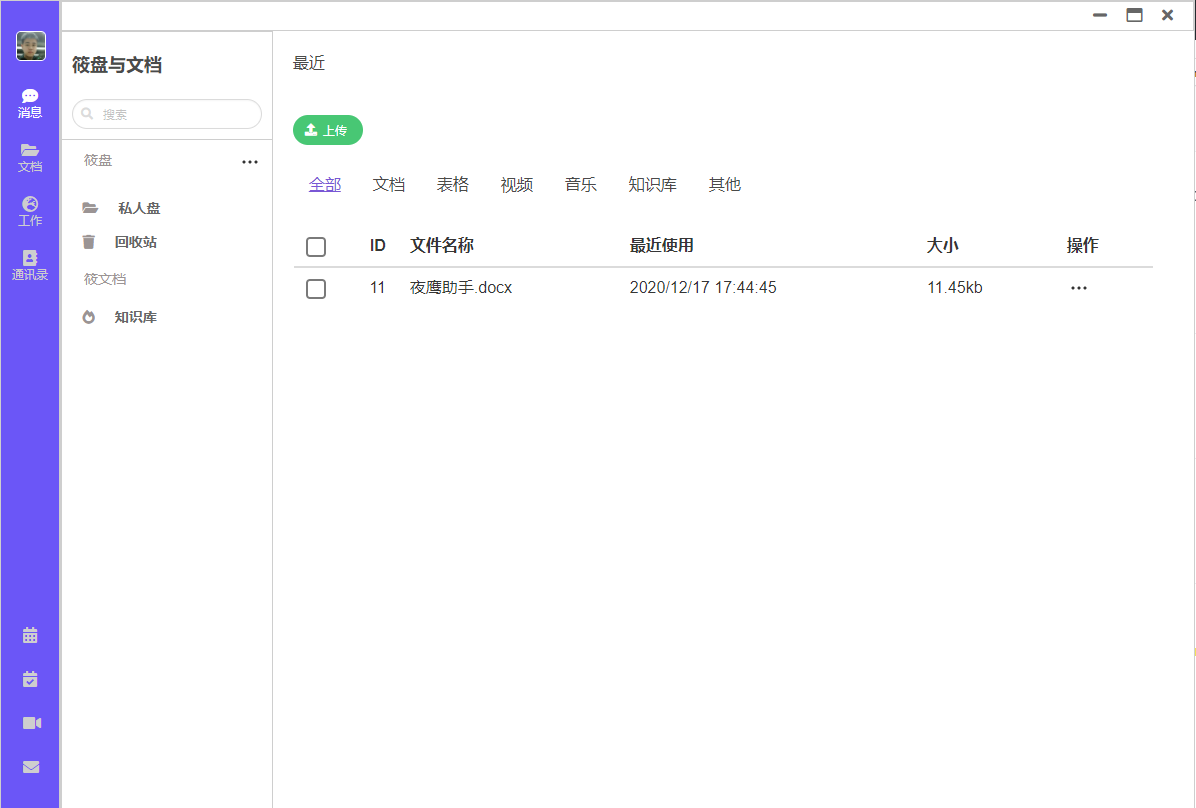 消息
文档
工作
通讯录
筱盘与文档
搜索
筱盘
私人盘
回收站
筱文档
知识库
最近
上传
全部 文档 表格 视频 音乐 知识库 其他
ID 文件名称 最近使用 大小 操作
11 夜鹰助手.docx 2020/12/17 17:44:45 11.45kb